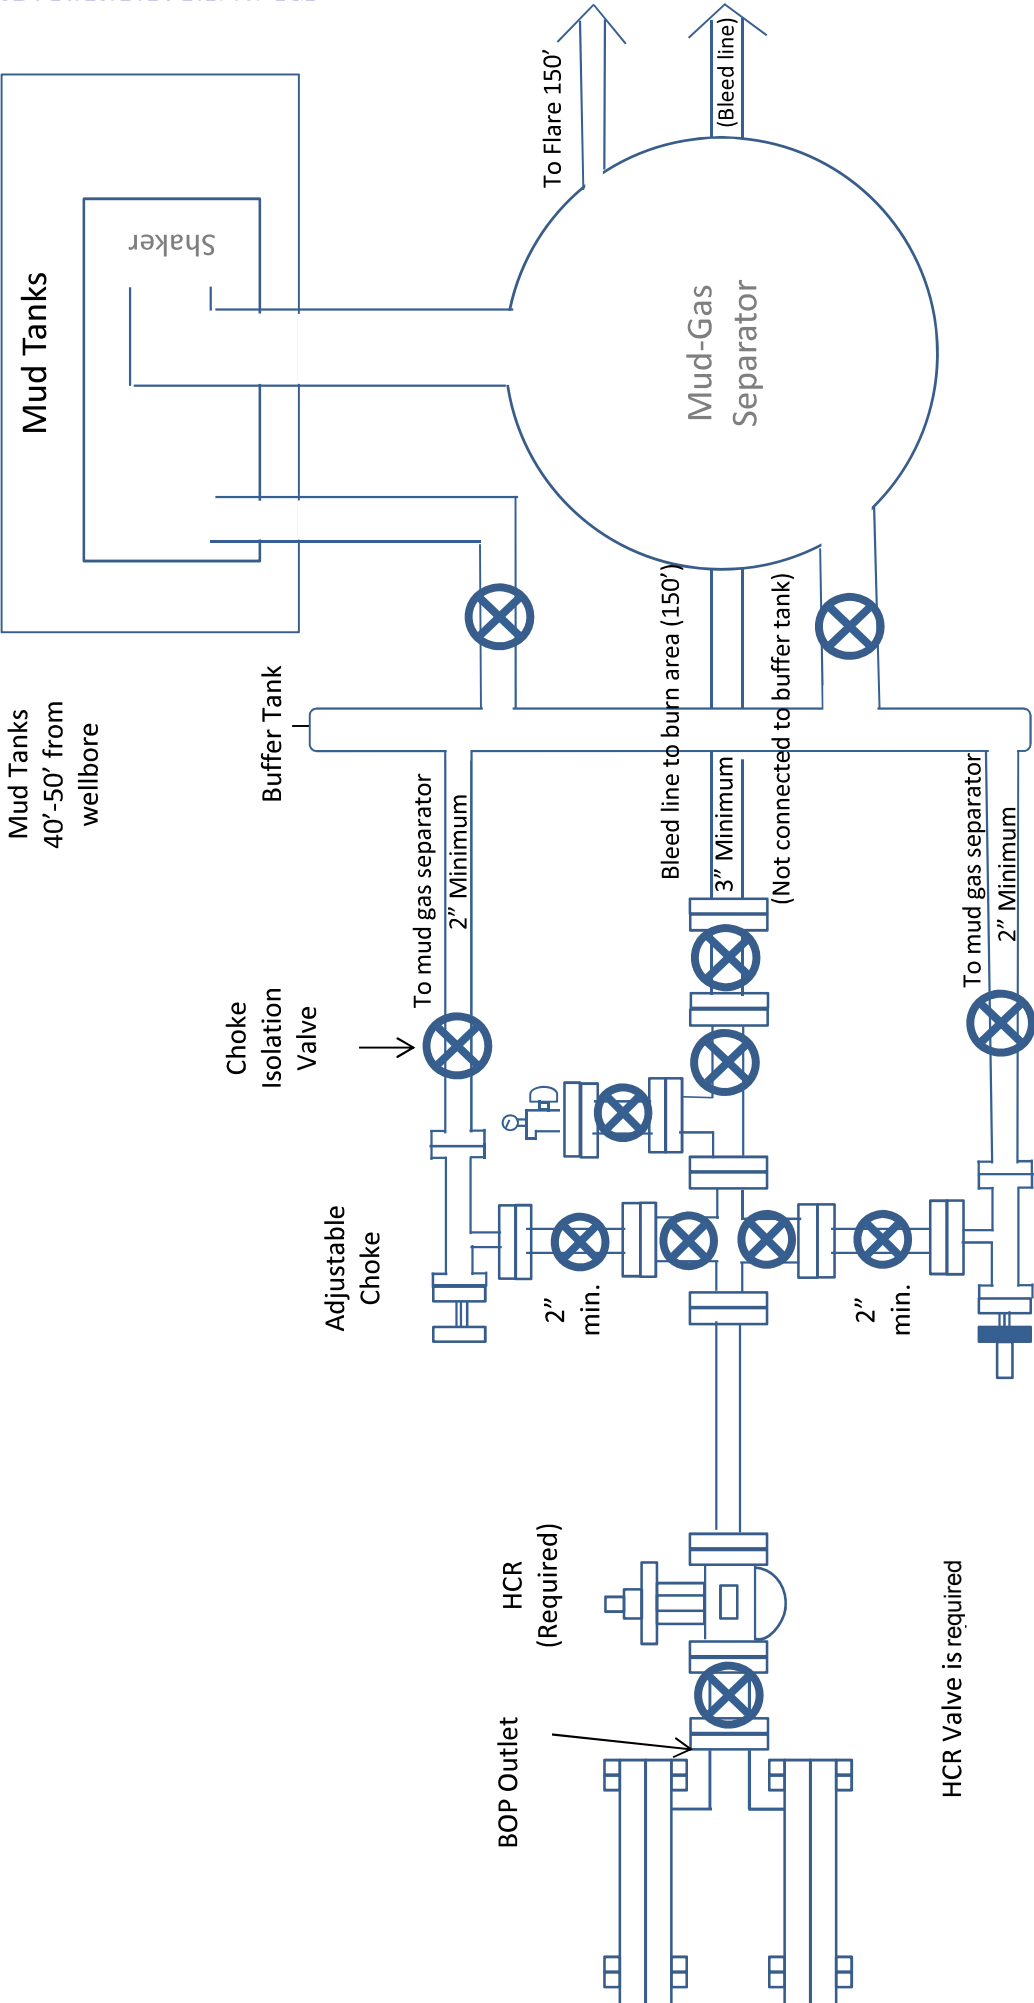 Mud Tanks
Shaker
To Flare 150’
(Bleed line)
Mud-Gas
Separator
Mud Tanks
40’-50’ from
wellbore
Buffer Tank
To mud gas separator
2” Minimum
Bleed line to burn area (150’)
3” Minimum
(Not connected to buffer tank)
To mud gas separator
2” Minimum
Choke
Isolation
Valve
Adjustable
Choke
2”
min.
2”
min.
HCR
(Required)
BOP Outlet
HCR Valve is required